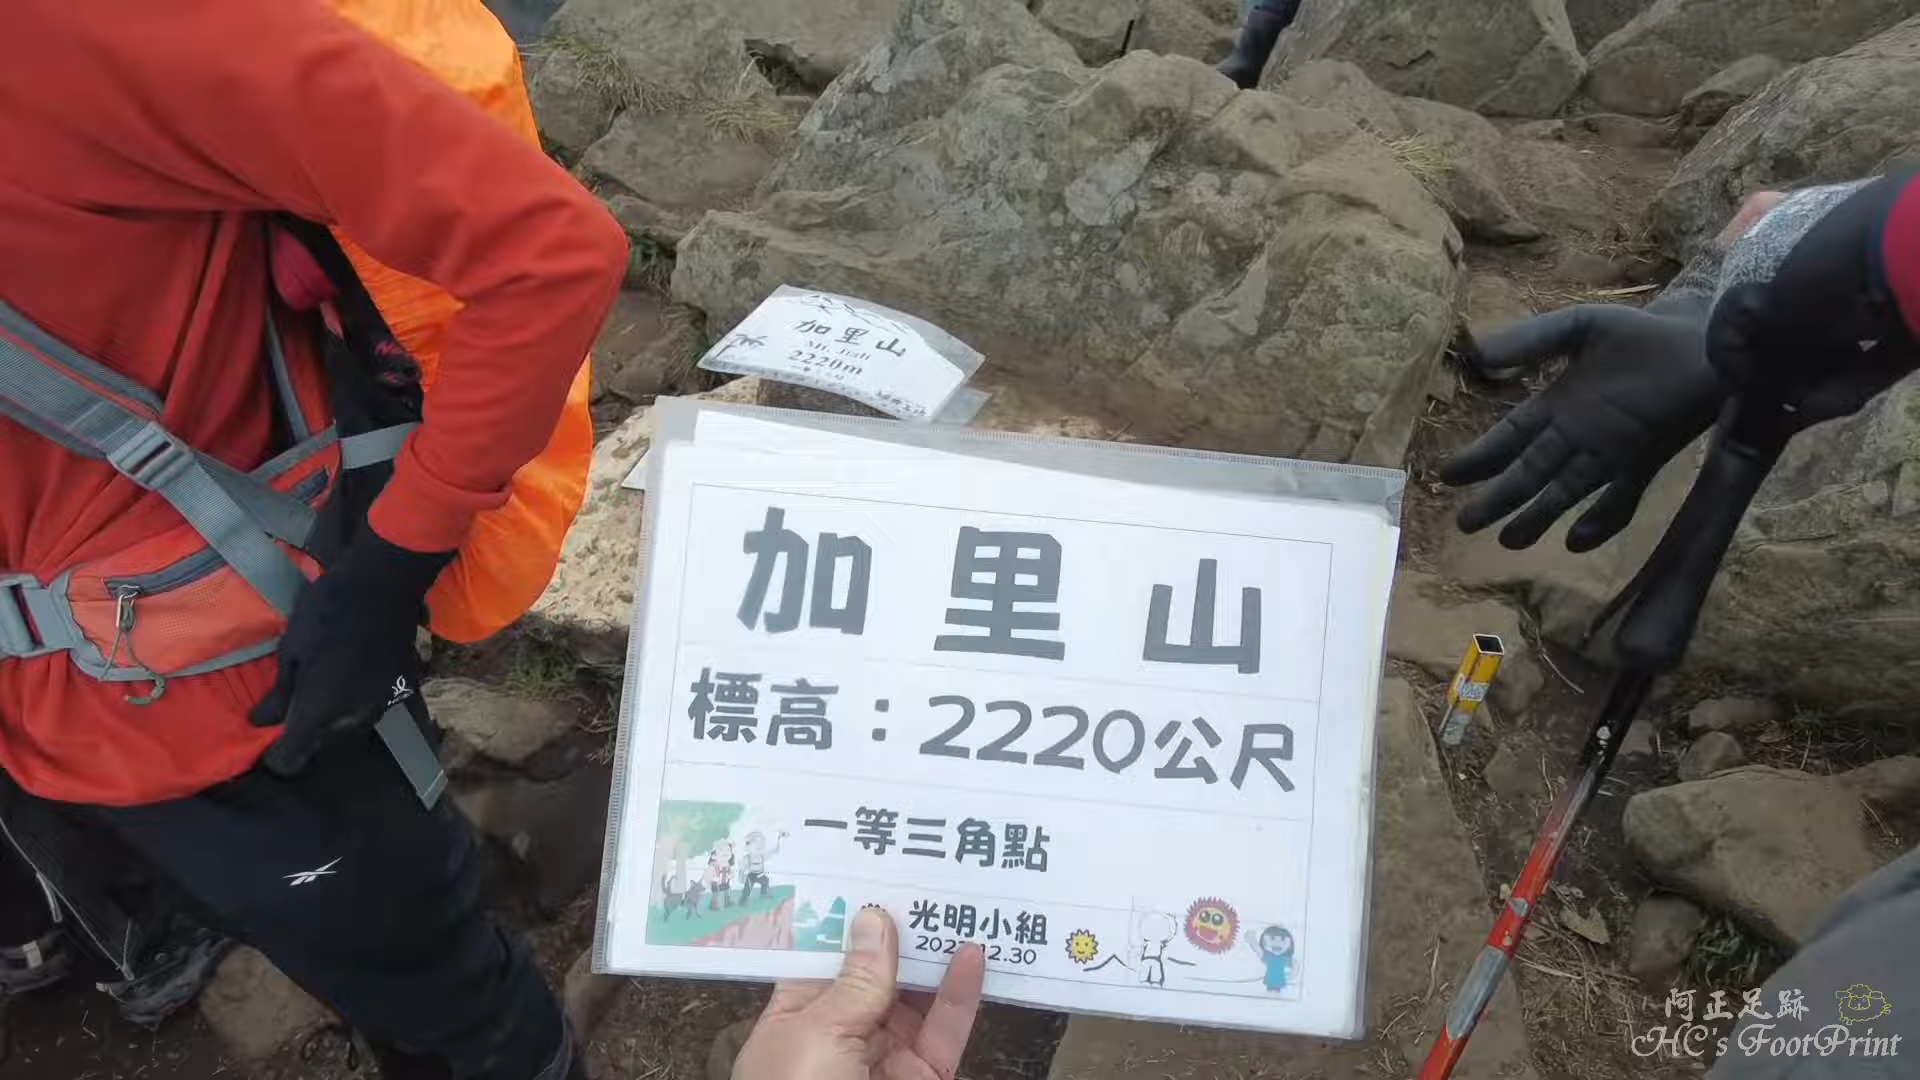 加里山
Mt. Jiali
2220m
加里山
標高：2220公尺
一等三角點
光明小組
阿正足跡
HC's FootPrint